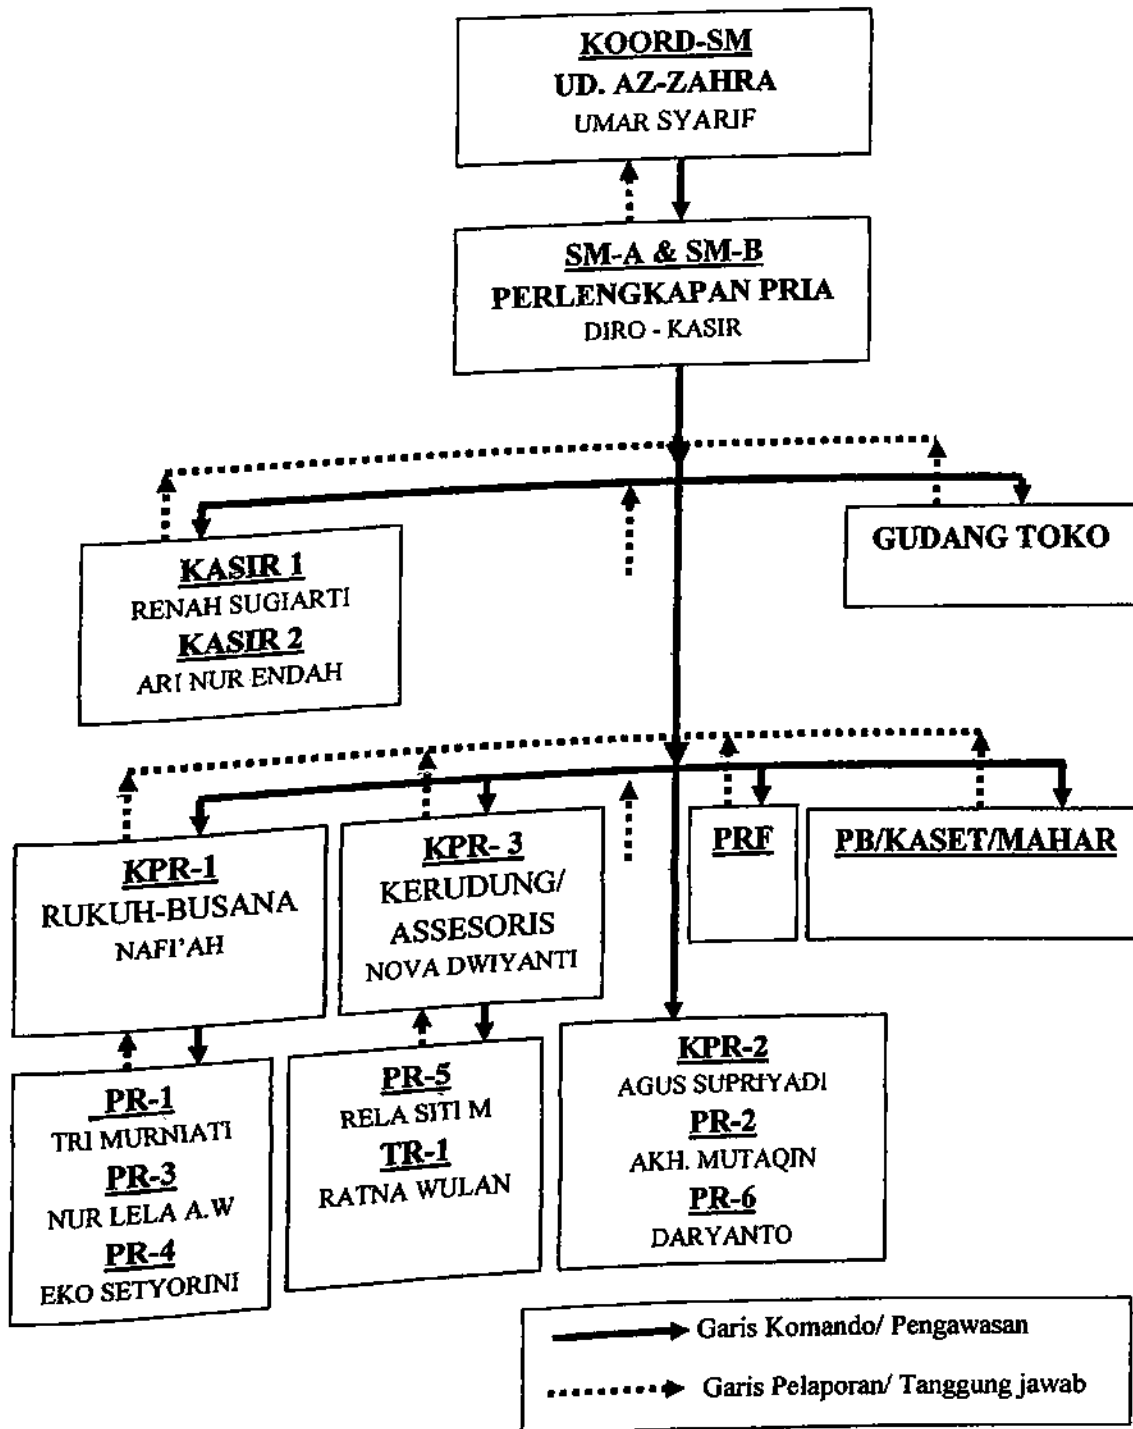 KOORD-SM
UD. AZ-ZAHRA
UMAR SYARIF
SM-A & SM-B
PERLENGKAPAN PRIA
DIRO - KASIR
KASIR 1
RENAH SUGIARTI
KASIR 2
ARI NUR ENDAH
GUDANG TOKO
KPR-1
RUKUH-BUSANA
NAFI'AH
KPR- 3
KERUDUNG/
ASSESORIS
NOVA DWIYANTI
PRF
PB/KASET/MAHAR
PR-1
TRI MURNIATI
PR-3
NUR LELA A.W
PR-4
EKO SETYORINI
PR-5
RELA SITI M
TR-1
RATNA WULAN
KPR-2
AGUS SUPRIYADI
PR-2
AKH. MUTAQIN
PR-6
DARYANTO
Garis Komando/ Pengawasan
Garis Pelaporan/ Tanggung jawab